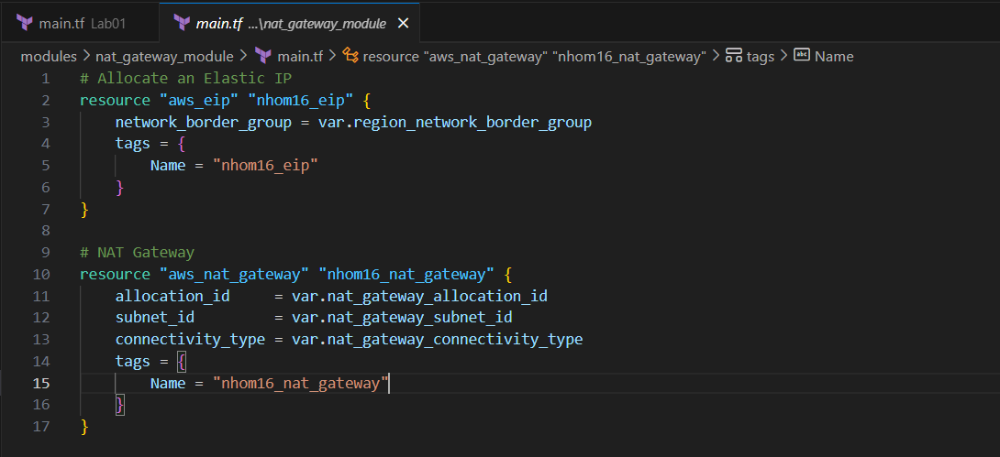 main.tf Lab01 main.tf ...\nat_gateway_module ×
modules > nat_gateway_module > main.tf > resource "aws_nat_gateway" "nhom16_nat_gateway" > tags > abc Name
1 # Allocate an Elastic IP
2 resource "aws_eip" "nhom16_eip" {
3 network_border_group = var.region_network_border_group
4 tags = {
5 Name = "nhom16_eip"
6 }
7 }
8
9 # NAT Gateway
10 resource "aws_nat_gateway" "nhom16_nat_gateway" {
11 allocation_id = var.nat_gateway_allocation_id
12 subnet_id = var.nat_gateway_subnet_id
13 connectivity_type = var.nat_gateway_connectivity_type
14 tags = {
15 Name = "nhom16_nat_gateway"
16 }
17 }